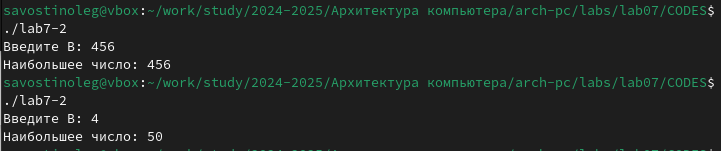 savostinoleg@vbox:~/work/study/2024-2025/Архитектура компьютера/arch-pc/labs/lab07/CODES$
./lab7-2
Введите B: 456
Наибольшее число: 456
savostinoleg@vbox:~/work/study/2024-2025/Архитектура компьютера/arch-pc/labs/lab07/CODES$
./lab7-2
Введите B: 4
Наибольшее число: 50